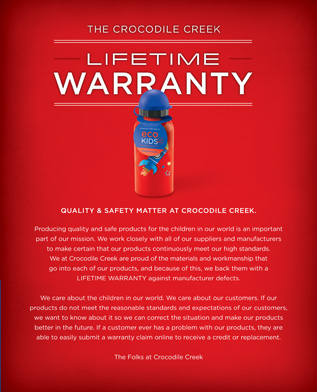 THE CROCODILE CREEK
LIFETIME
WARRANTY
eco
KIDS
QUALITY & SAFETY MATTER AT CROCODILE CREEK.
Producing quality and safe products for the children in our world is an important
part of our mission. We work closely with all of our suppliers and manufacturers
to make certain that our products continuously meet our high standards.
We at Crocodile Creek are proud of the materials and workmanship that
go into each of our products, and because of this, we back them with a
LIFETIME WARRANTY against manufacturer defects.
We care about the children in our world. We care about our customers. If our
products do not meet the reasonable standards and expectations of our customers,
we want to know about it so we can correct the situation and make our products
better in the future. If a customer ever has a problem with our products, they are
able to easily submit a warranty claim online to receive a credit or replacement.
The Folks at Crocodile Creek